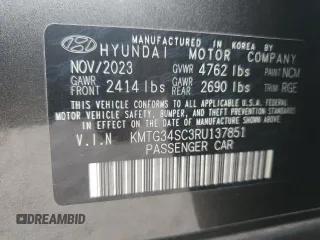 MANUFACTURED IN KOREA BY
HYUNDAI MOTOR COMPANY
NOV/2023 GVWR 4762 lbs PAINT NCM
GAWR FRONT 2414 lbs GAWR REAR 2690 lbs TRIM RGE
THIS VEHICLE CONFORMS TO ALL APPLICABLE FEDERAL
MOTOR VEHICLE SAFETY, BUMPER, AND THEFT PREVENTION
STANDARDS IN EFFECT ON THE DATE OF MANUFACTURE
SHOWN ABOVE.
V.I.N KMTG34SC3RU137851
PASSENGER CAR
DREAMBID